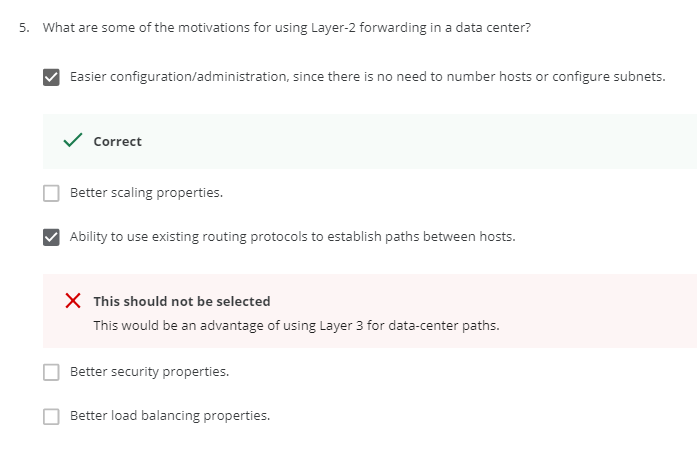 5. What are some of the motivations for using Layer-2 forwarding in a data center?
Easier configuration/administration, since there is no need to number hosts or configure subnets.
Correct
Better scaling properties.
Ability to use existing routing protocols to establish paths between hosts.
This should not be selected
This would be an advantage of using Layer 3 for data-center paths.
Better security properties.
Better load balancing properties.